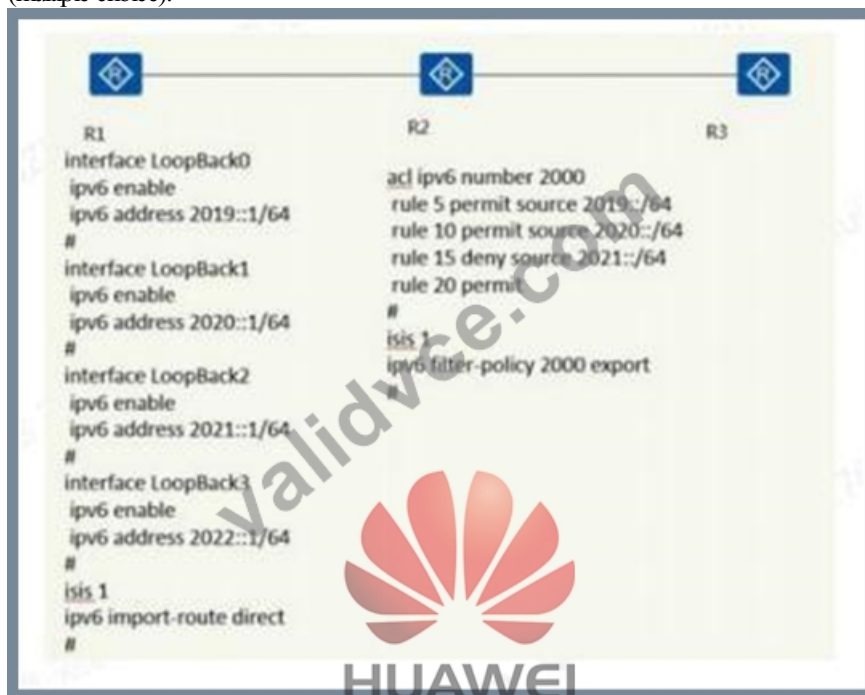 R1
interface LoopBack0
ipv6 enable
ipv6 address 2019::1/64
#
interface LoopBack1
ipv6 enable
ipv6 address 2020::1/64
#
interface LoopBack2
ipv6 enable
ipv6 address 2021::1/64
#
interface LoopBack3
ipv6 enable
ipv6 address 2022::1/64
#
isis 1
ipv6 import-route direct
#
R2
acl ipv6 number 2000
rule 5 permit source 2019::/64
rule 10 permit source 2020::/64
rule 15 deny source 2021::/64
rule 20 permit
#
isis 1
ipv6 filter-policy 2000 export
#
R3
validvce.com
HUAWEI